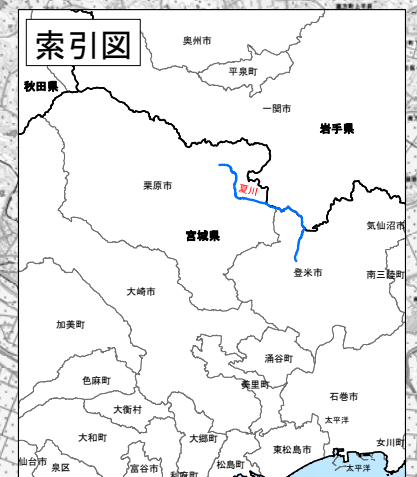 索引図
奥州市
平泉町
秋田県
一関市
岩手県
栗原市
夏川
気仙沼市
宮城県
登米市
南三陸町
大崎市
加美町
涌谷町
色麻町
美里町
石巻市
大衡村
太平洋
大和町
大郷町
東松島市
女川町
仙台市
泉区
富谷市
利府町
松島町
太平洋